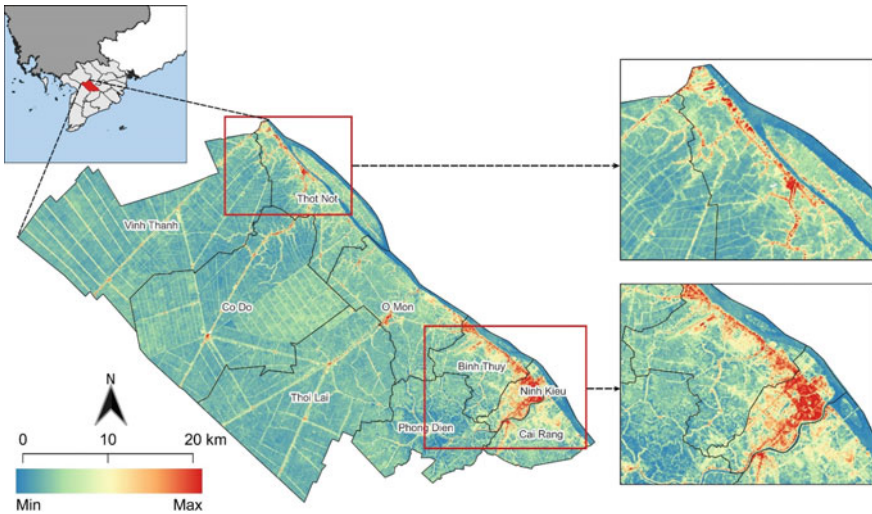 Thot Not
Vinh Thanh
Co Do
O Mon
Binh Thuy
Ninh Kieu
Thoi Lai
Phong Dien
Cai Rang
N
0 10 20 km
Min Max